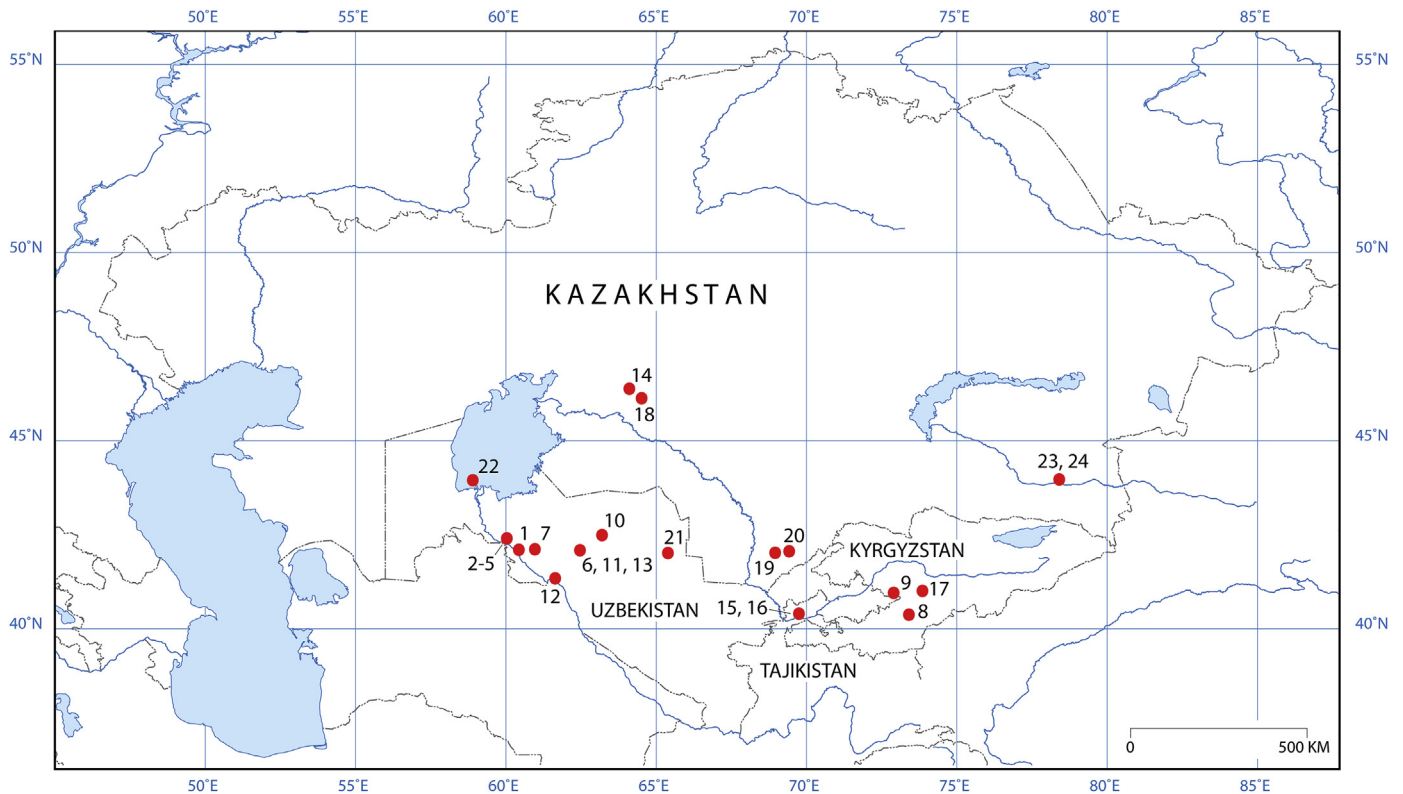 50°E 55°E 60°E 65°E 70°E 75°E 80°E 85°E
55°N 55°N
50°N 50°N
KAZAKHSTAN
14
18
45°N 45°N
23, 24
22
10
1 7 21 20
2-5 6, 11, 13 19 KYRGYZSTAN
12 9 17
UZBEKISTAN 15, 16 8
40°N 40°N
TAJIKISTAN
0 500 KM
50°E 55°E 60°E 65°E 70°E 75°E 80°E 85°E